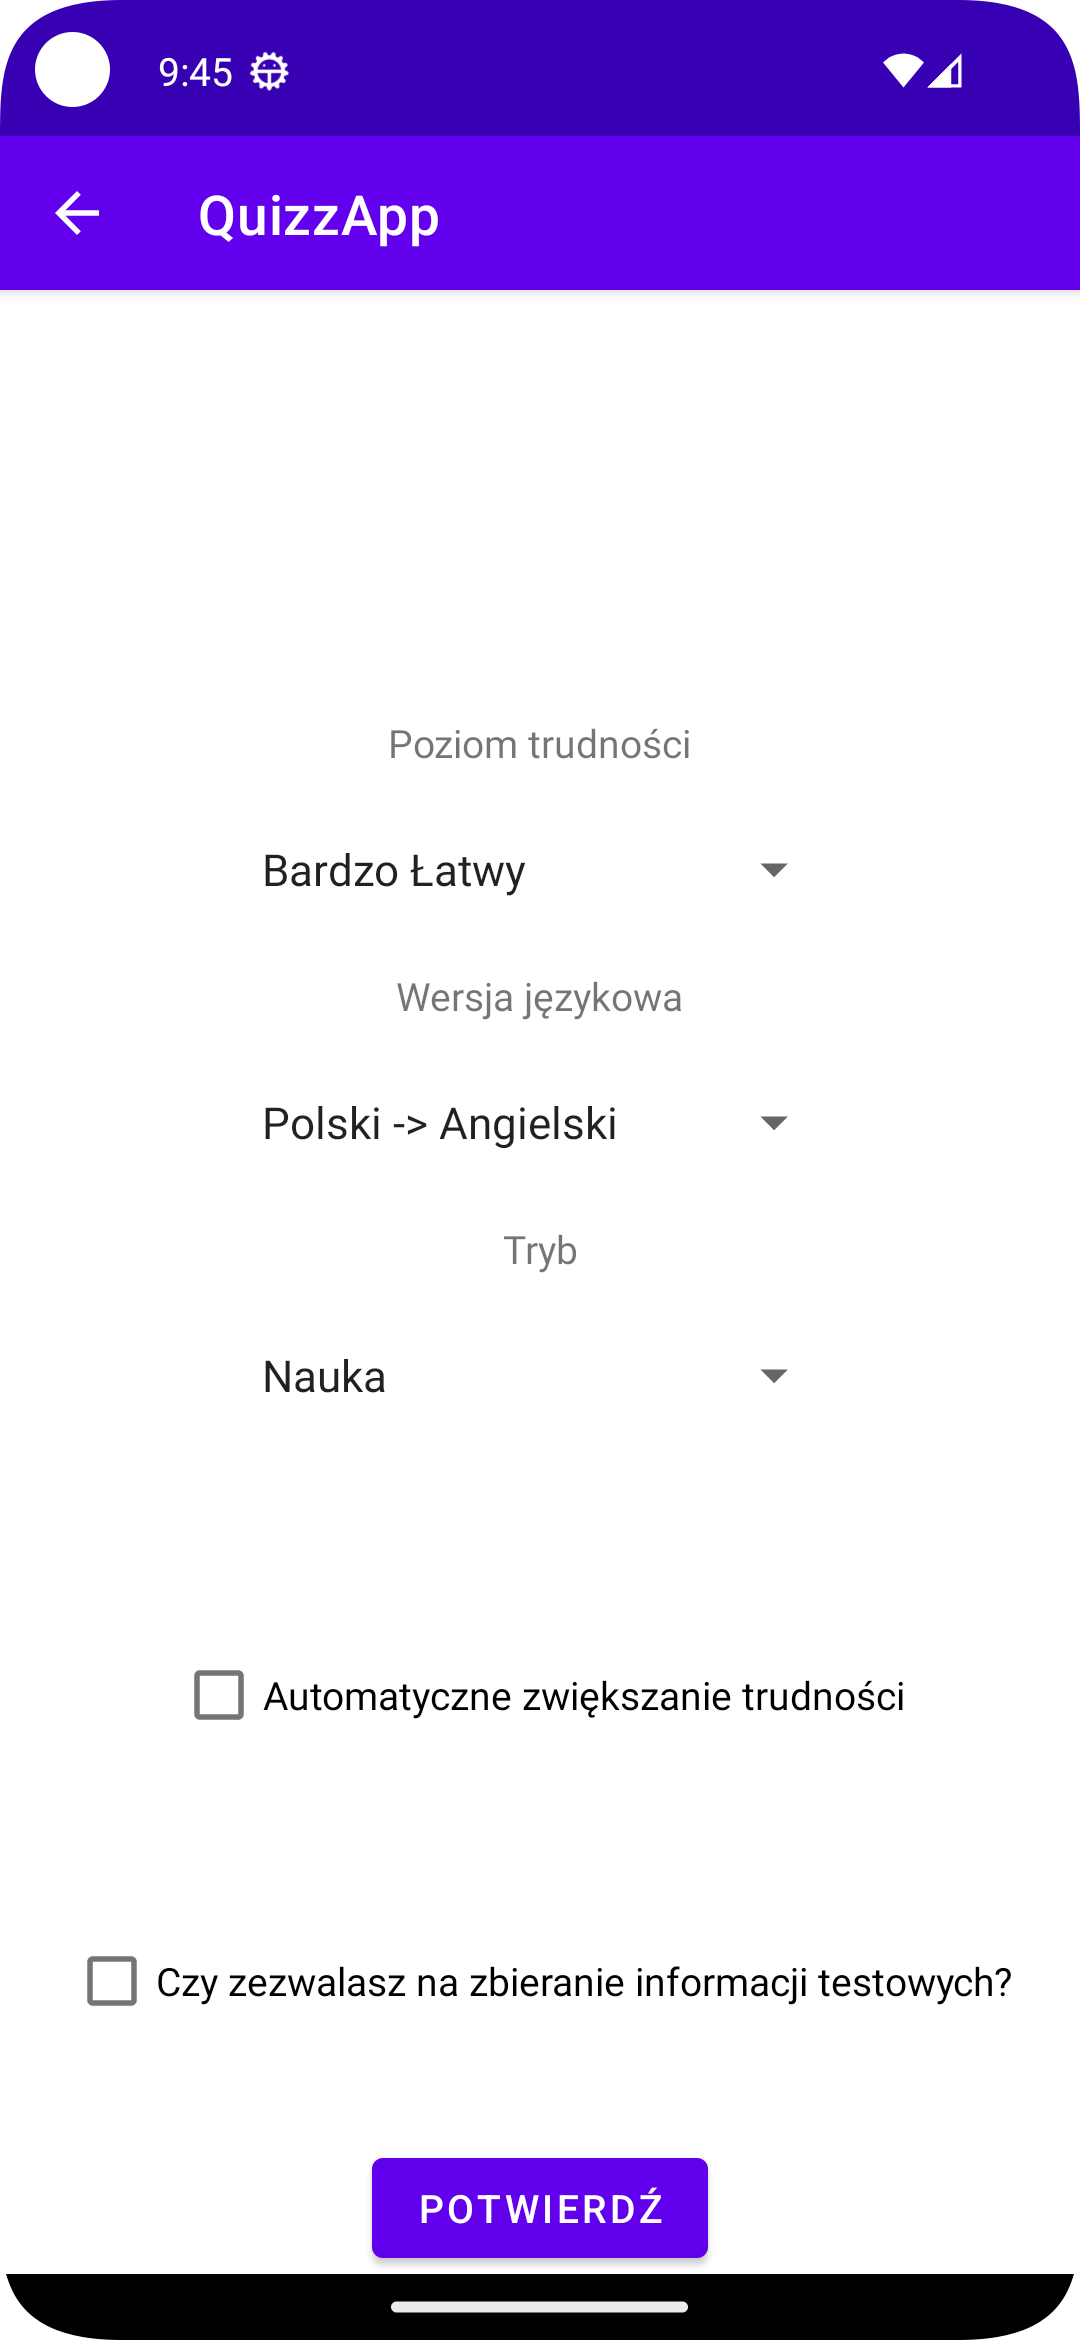 9:45
QuizzApp
Poziom trudności
Bardzo Łatwy
Wersja językowa
Polski -> Angielski
Tryb
Nauka
Automatyczne zwiększanie trudności
Czy zezwalasz na zbieranie informacji testowych?
POTWIERDŹ